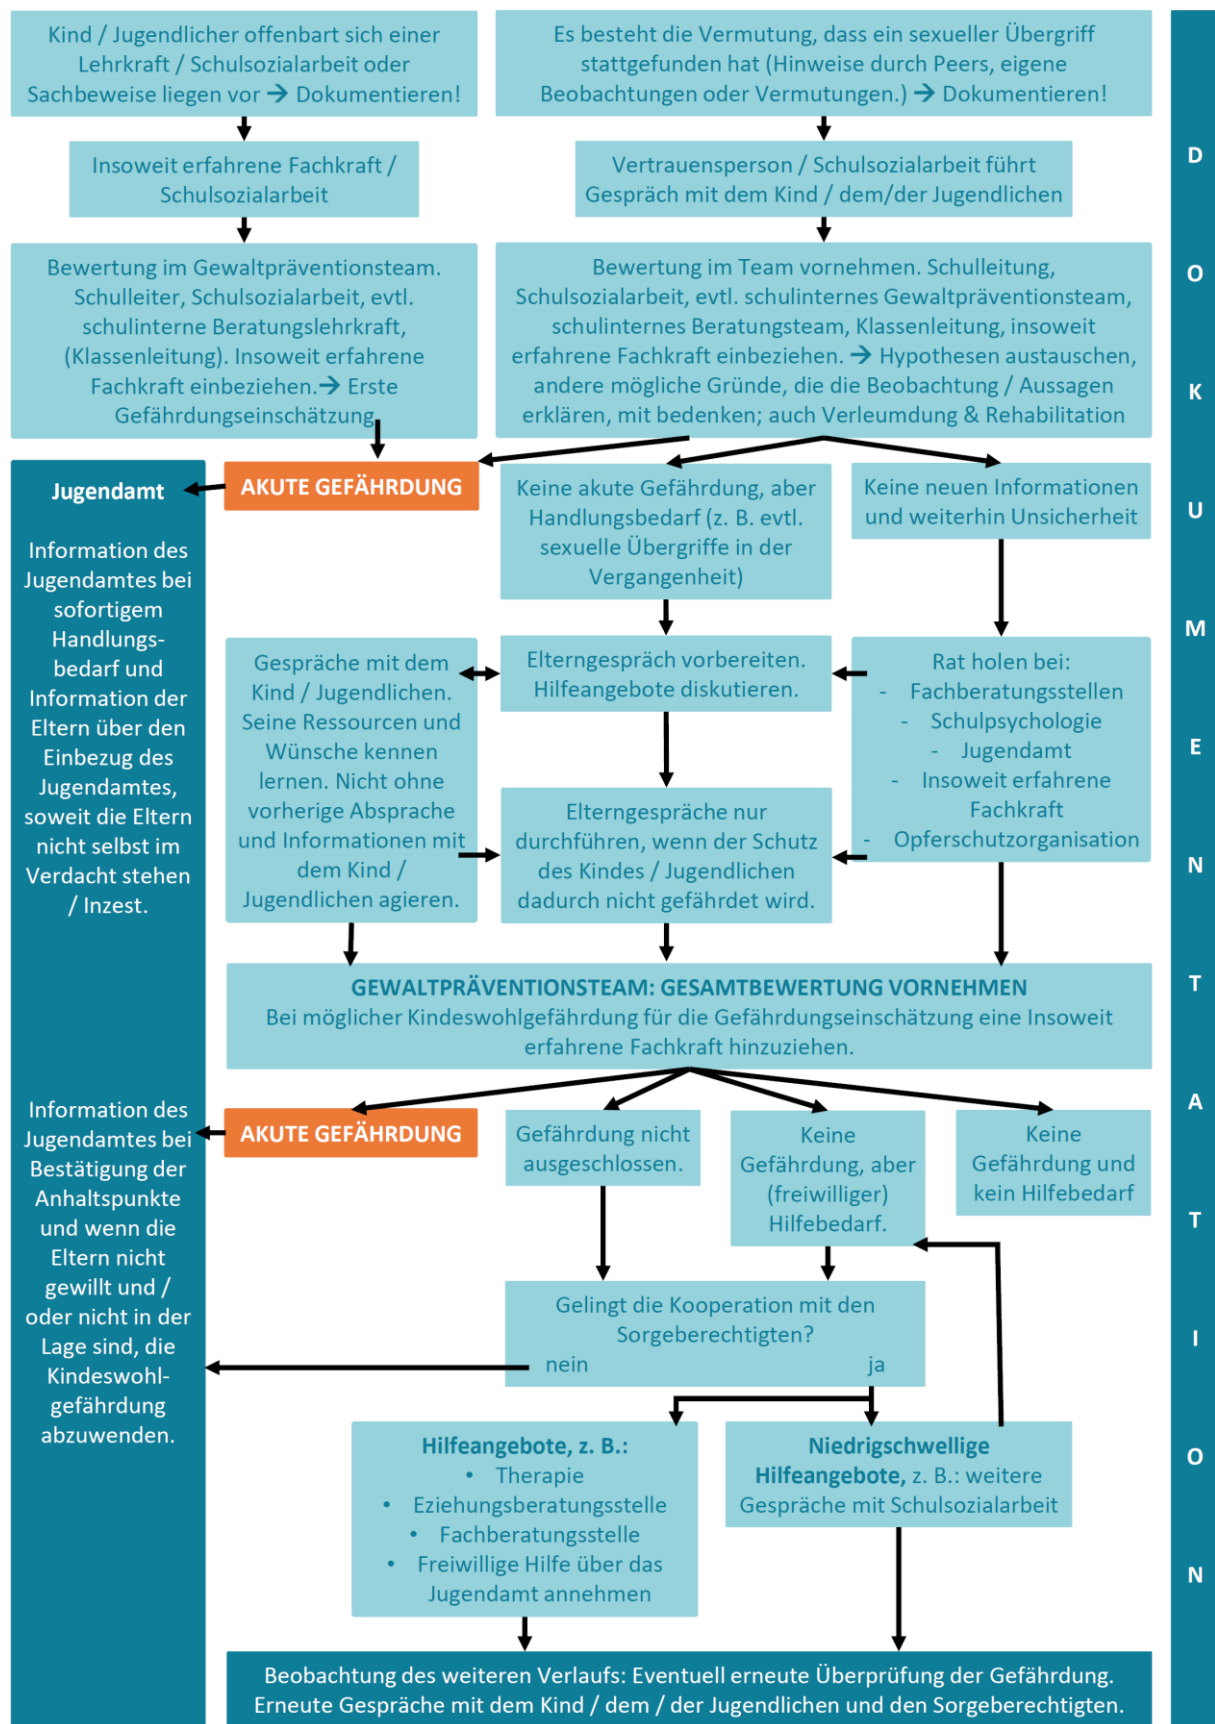 Kind / Jugendlicher offenbart sich einer
Lehrkraft / Schulsozialarbeit oder
Sachbeweise liegen vor → Dokumentieren!
Es besteht die Vermutung, dass ein sexueller Übergriff
stattgefunden hat (Hinweise durch Peers, eigene
Beobachtungen oder Vermutungen.) → Dokumentieren!
Insoweit erfahrene Fachkraft /
Schulsozialarbeit
Vertrauensperson / Schulsozialarbeit führt
Gespräch mit dem Kind / dem/der Jugendlichen
Bewertung im Gewaltpräventionsteam.
Schulleiter, Schulsozialarbeit, evtl.
schulinterne Beratungslehrkraft,
(Klassenleitung). Insoweit erfahrene
Fachkraft einbeziehen.→ Erste
Gefährdungseinschätzung
Bewertung im Team vornehmen. Schulleitung,
Schulsozialarbeit, evtl. schulinternes Gewaltpräventionsteam,
schulinternes Beratungsteam, Klassenleitung, insoweit
erfahrene Fachkraft einbeziehen. → Hypothesen austauschen,
andere mögliche Gründe, die die Beobachtung / Aussagen
erklären, mit bedenken; auch Verleumdung & Rehabilitation
Jugendamt
Information des
Jugendamtes bei
sofortigem
Handlungs-
bedarf und
Information der
Eltern über den
Einbezug des
Jugendamtes,
soweit die Eltern
nicht selbst im
Verdacht stehen
/ Inzest.
AKUTE GEFÄHRDUNG
Keine akute Gefährdung, aber
Handlungsbedarf (z. B. evtl.
sexuelle Übergriffe in der
Vergangenheit)
Keine neuen Informationen
und weiterhin Unsicherheit
Gespräche mit dem
Kind / Jugendlichen.
Seine Ressourcen und
Wünsche kennen
lernen. Nicht ohne
vorherige Absprache
und Informationen mit
dem Kind /
Jugendlichen agieren.
Elterngespräch vorbereiten.
Hilfeangebote diskutieren.
Elterngespräche nur
durchführen, wenn der Schutz
des Kindes / Jugendlichen
dadurch nicht gefährdet wird.
Rat holen bei:
- Fachberatungsstellen
- Schulpsychologie
- Jugendamt
- Insoweit erfahrene
Fachkraft
- Opferschutzorganisation
GEWALTPRÄVENTIONSTEAM: GESAMTBEWERTUNG VORNEHMEN
Bei möglicher Kindeswohlgefährdung für die Gefährdungseinschätzung eine Insoweit
erfahrene Fachkraft hinzuziehen.
Information des
Jugendamtes bei
Bestätigung der
Anhaltspunkte
und wenn die
Eltern nicht
gewillt und /
oder nicht in der
Lage sind, die
Kindeswohl-
gefährdung
abzuwenden.
AKUTE GEFÄHRDUNG
Gefährdung nicht
ausgeschlossen.
Keine
Gefährdung, aber
(freiwilliger)
Hilfebedarf.
Keine
Gefährdung und
kein Hilfebedarf
Gelingt die Kooperation mit den
Sorgeberechtigten?
nein ja
Hilfeangebote, z. B.:
• Therapie
• Eziehungsberatungsstelle
• Fachberatungsstelle
• Freiwillige Hilfe über das
Jugendamt annehmen
Niedrigschwellige
Hilfeangebote, z. B.: weitere
Gespräche mit Schulsozialarbeit
Beobachtung des weiteren Verlaufs: Eventuell erneute Überprüfung der Gefährdung.
Erneute Gespräche mit dem Kind / dem / der Jugendlichen und den Sorgeberechtigten.
DOKUMENTATION